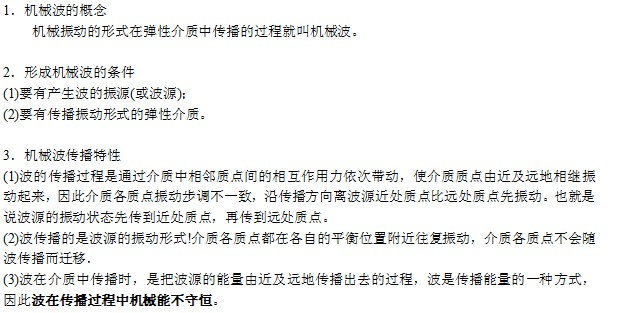 1．机械波的概念
机械振动的形式在弹性介质中传播的过程就叫机械波。
2．形成机械波的条件
(1)要有产生波的振源(或波源);
(2)要有传播振动形式的弹性介质。
3．机械波传播特性
(1)波的传播过程是通过介质中相邻质点间的相互作用力依次带动，使介质质点由近及远地相继振
动起来，因此介质各质点振动步调不一致，沿传播方向离波源近处质点比远处质点先振动。也就是
说波源的振动状态先传到近处质点，再传到远处质点。
(2)波传播的是波源的振动形式!介质各质点都在各自的平衡位置附近往复振动，介质各质点不会随
波传播而迁移．
(3)波在介质中传播时，是把波源的能量由近及远地传播出去的过程，波是传播能量的一种方式，
因此波在传播过程中机械能不守恒。